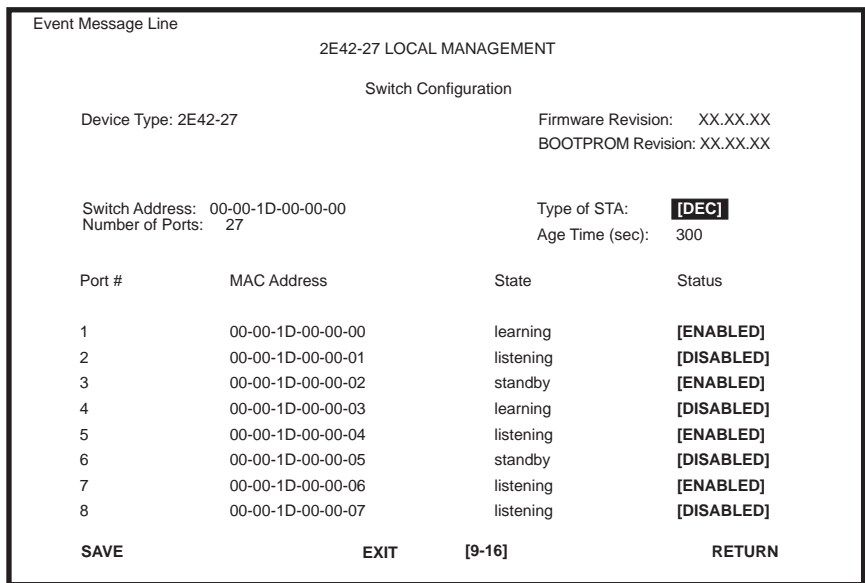 Event Message Line
2E42-27 LOCAL MANAGEMENT
Switch Configuration
Device Type: 2E42-27 Firmware Revision: XX.XX.XX
BOOTPROM Revision: XX.XX.XX
Switch Address: 00-00-1D-00-00-00 Type of STA: [DEC]
Number of Ports: 27
Age Time (sec): 300
Port # MAC Address State Status
1 00-00-1D-00-00-00 learning [ENABLED]
2 00-00-1D-00-00-01 listening [DISABLED]
3 00-00-1D-00-00-02 standby [ENABLED]
4 00-00-1D-00-00-03 learning [DISABLED]
5 00-00-1D-00-00-04 listening [ENABLED]
6 00-00-1D-00-00-05 standby [DISABLED]
7 00-00-1D-00-00-06 listening [ENABLED]
8 00-00-1D-00-00-07 listening [DISABLED]
SAVE EXIT [9-16] RETURN